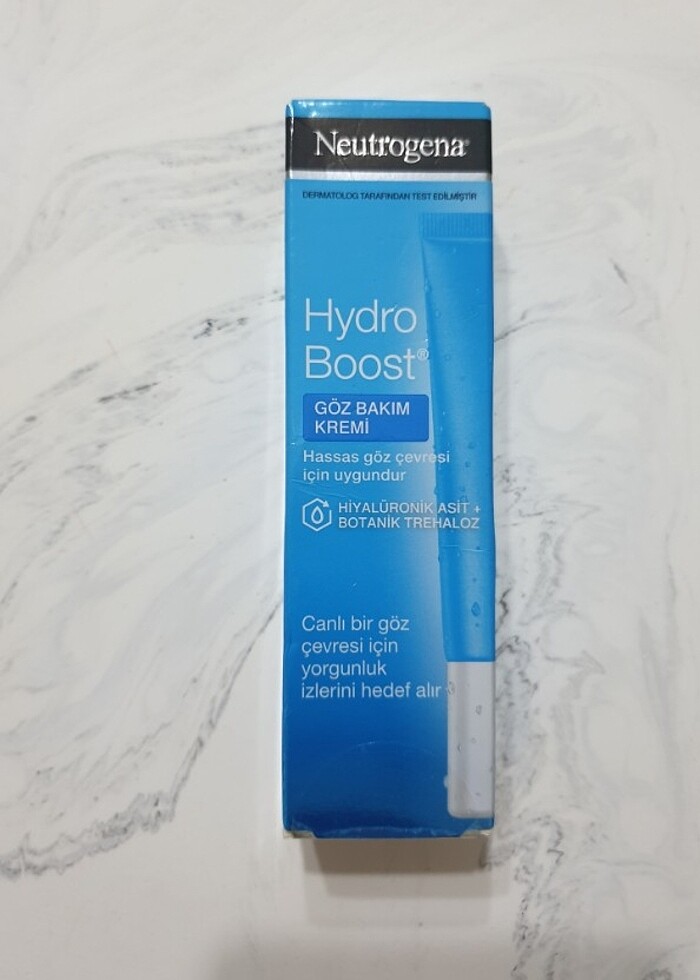 Neutrogena®
DERMATOLOG TARAFINDAN TEST EDİLMİŞTİR
Hydro
Boost®
GÖZ BAKIM
KREMİ
Hassas göz çevresi
için uygundur
HİYALÜRONİK ASİT +
BOTANİK TREHALOZ
Canlı bir göz
çevresi için
yorgunluk
izlerini hedef alır